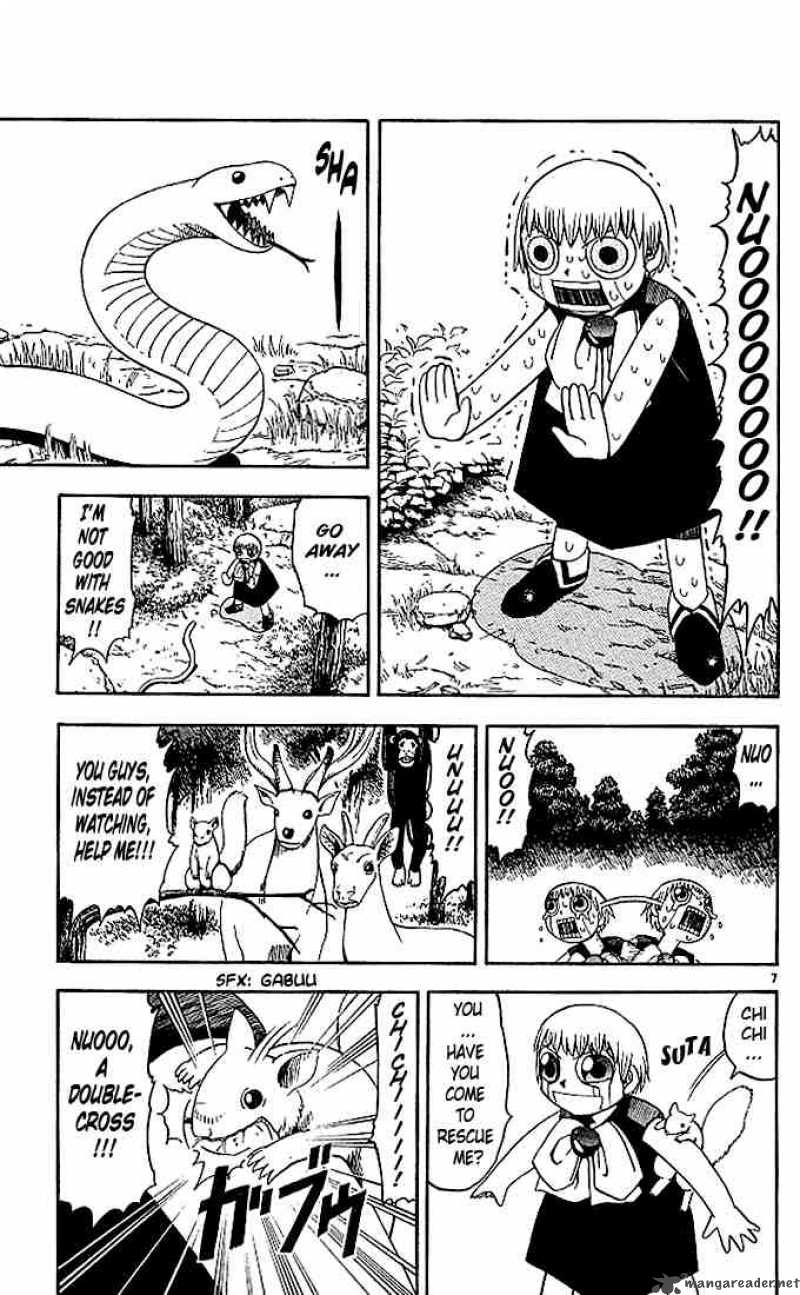 NUOOOOOOOO!!
SHA
GO
AWAY
...
I'M
NOT
GOOD
WITH
SNAKES
!!
NUO
...
NUOO!!
UNUUU!!
YOU GUYS,
INSTEAD OF
WATCHING,
HELP ME!!!
7
SFX: GABUU
CHI
CHI
...
SUTA
YOU
...
HAVE
YOU
COME
TO
RESCUE
ME?
CHICHI!!!!!
NUOOO,
A
DOUBLE-
CROSS
!!!
カブゥ
mangareader.net